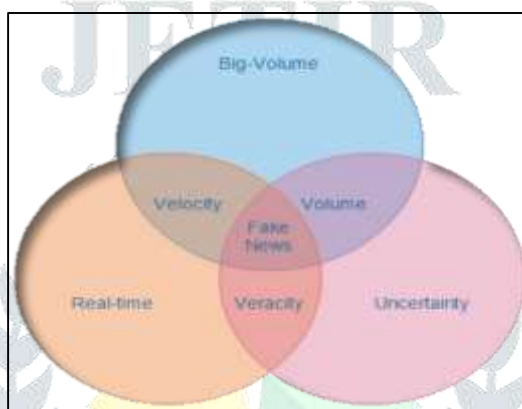 JETIR
Big-Volume
Velocity
Volume
Fake
News
Real-time
Veracity
Uncertainty